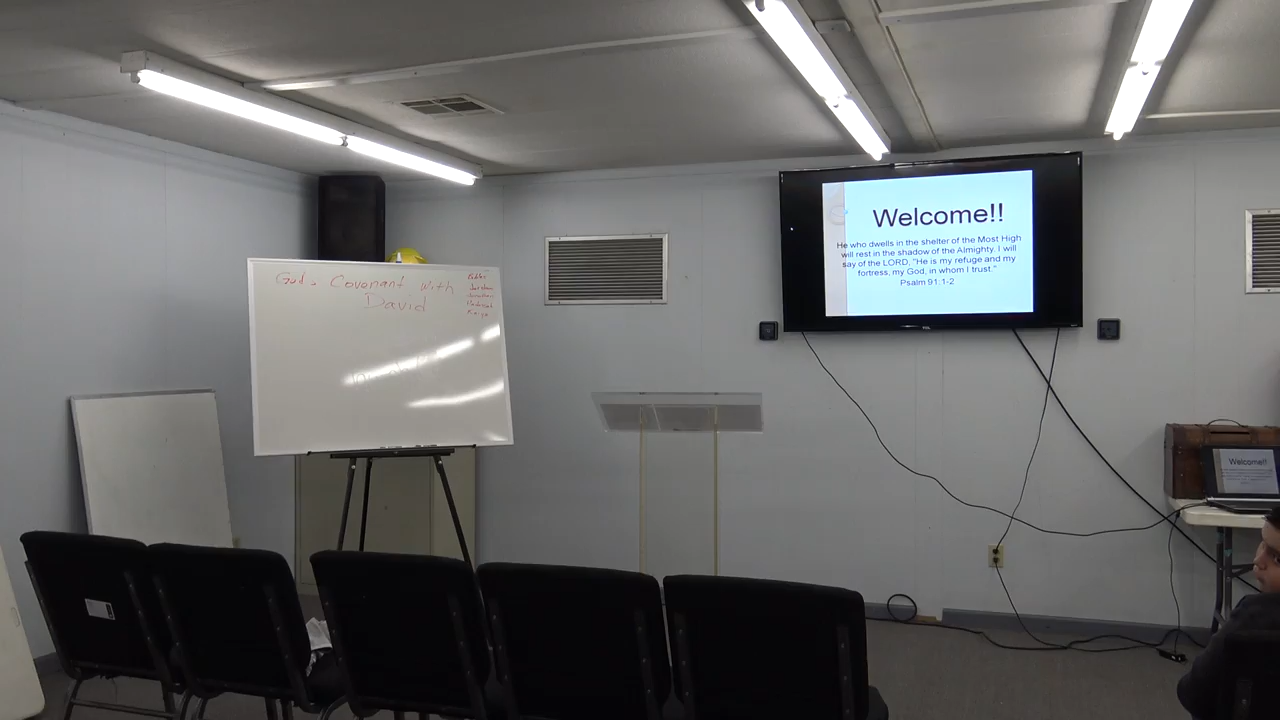 Gods Covenant with
David
Welcome!!
He who dwells in the shelter of the Most High
will rest in the shadow of the Almighty. I will
say of the LORD, "He is my refuge and my
fortress, my God, in whom I trust."
Psalm 91:1-2
TCL
Welcome!!